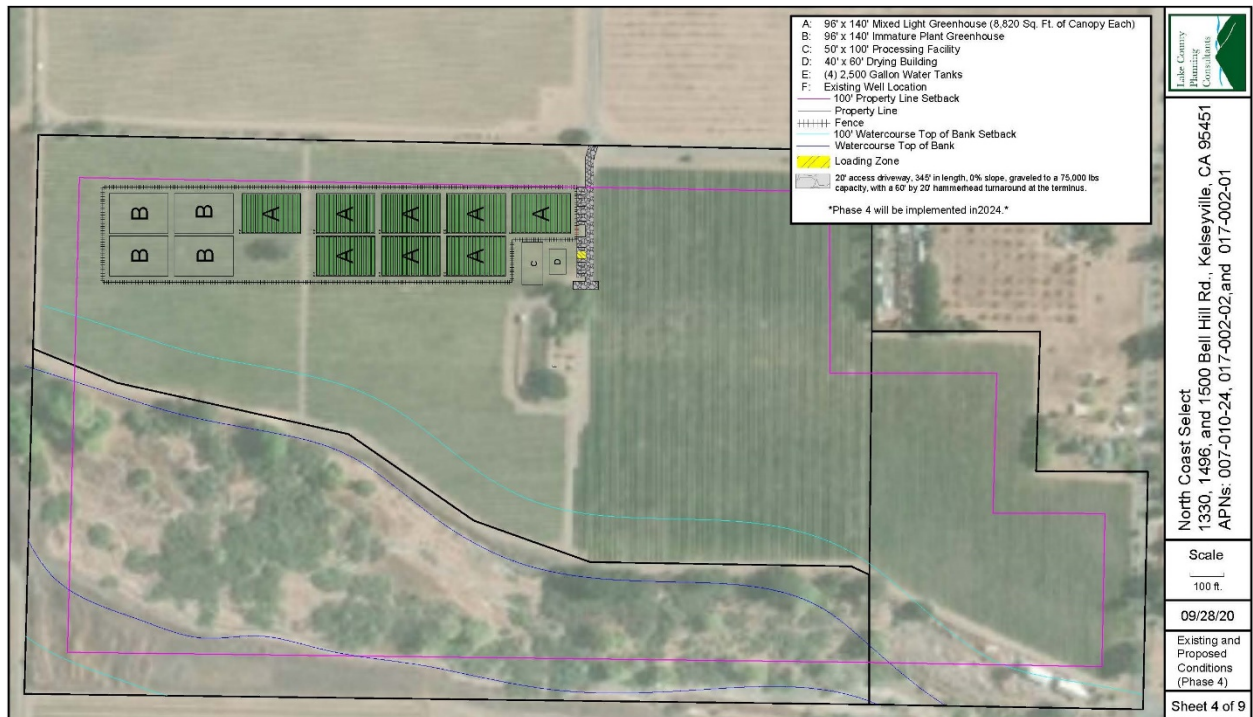 A: 96' x 140' Mixed Light Greenhouse (8,820 Sq. Ft. of Canopy Each)
B: 96' x 140' Immature Plant Greenhouse
C: 50' x 100' Processing Facility
D: 40' x 60' Drying Building
E: (4) 2,500 Gallon Water Tanks
F: Existing Well Location
100' Property Line Setback
Property Line
Fence
100' Watercourse Top of Bank Setback
Watercourse Top of Bank
Loading Zone
20' access driveway, 345' in length, 0% slope, graveled to a 75,000 lbs
capacity, with a 60' by 20' hammerhead turnaround at the terminus.
*Phase 4 will be implemented in2024.*
B
B
A
A
A
A
A
B
B
A
A
A
C
D
Lake County
Planning
Consultants
North Coast Select
1330, 1496, and 1500 Bell Hill Rd., Kelseyville, CA 95451
APNs: 007-010-24, 017-002-02,and 017-002-01
Scale
100 ft.
09/28/20
Existing and
Proposed
Conditions
(Phase 4)
Sheet 4 of 9